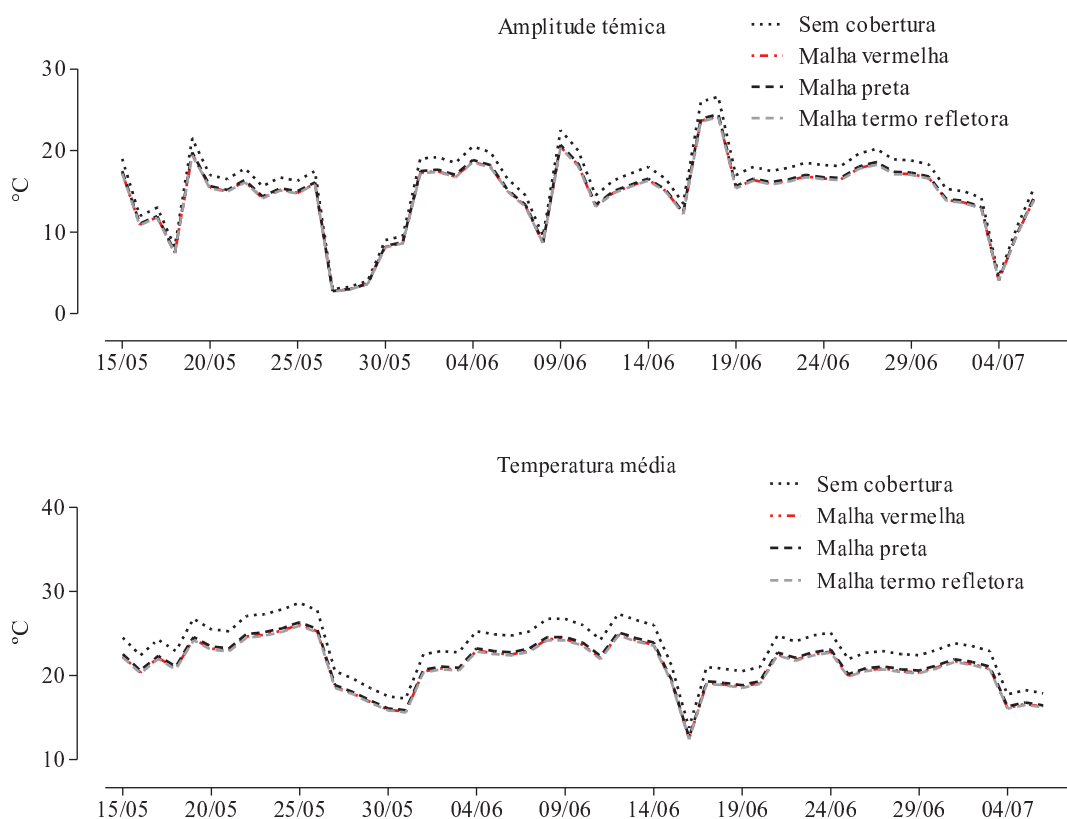 Amplitude témica
Sem cobertura
Malha vermelha
Malha preta
Malha termo refletora
30
20
10
0
°C
15/05 20/05 25/05 30/05 04/06 09/06 14/06 19/06 24/06 29/06 04/07
Temperatura média
Sem cobertura
Malha vermelha
Malha preta
Malha termo refletora
40
30
20
10
°C
15/05 20/05 25/05 30/05 04/06 09/06 14/06 19/06 24/06 29/06 04/07